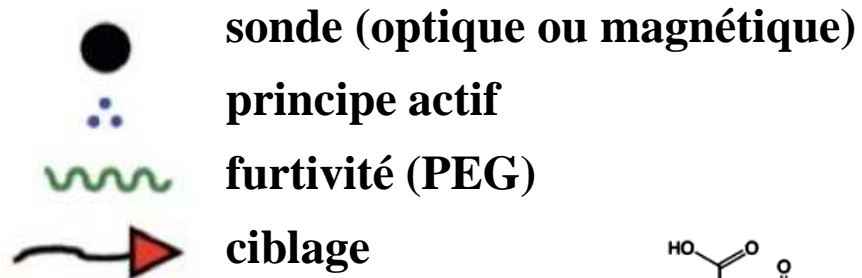 sonde (optique ou magnétique)
principe actif
furtivité (PEG)
ciblage
HO O
O